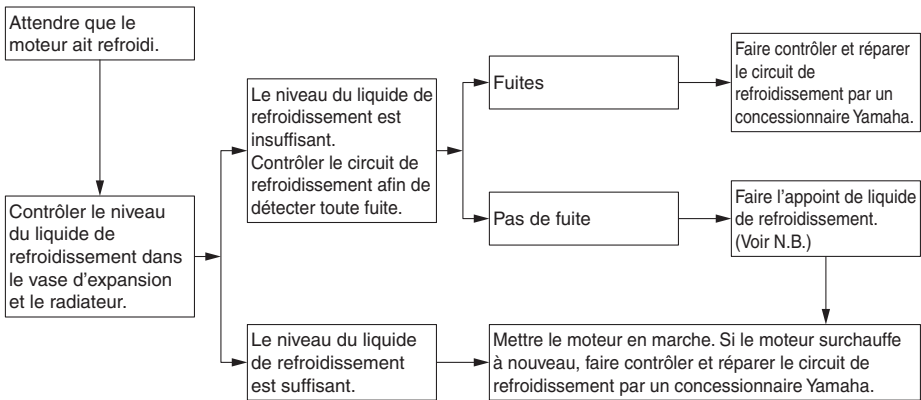 Attendre que le
moteur ait refroidi.
Contrôler le niveau
du liquide de
refroidissement dans
le vase d’expansion
et le radiateur.
Le niveau du liquide de
refroidissement est
insuffisant.
Contrôler le circuit de
refroidissement afin de
détecter toute fuite.
Fuites
Faire contrôler et réparer
le circuit de
refroidissement par un
concessionnaire Yamaha.
Pas de fuite
Faire l’appoint de liquide
de refroidissement.
(Voir N.B.)
Le niveau du liquide
de refroidissement
est suffisant.
Mettre le moteur en marche. Si le moteur surchauffe
à nouveau, faire contrôler et réparer le circuit de
refroidissement par un concessionnaire Yamaha.